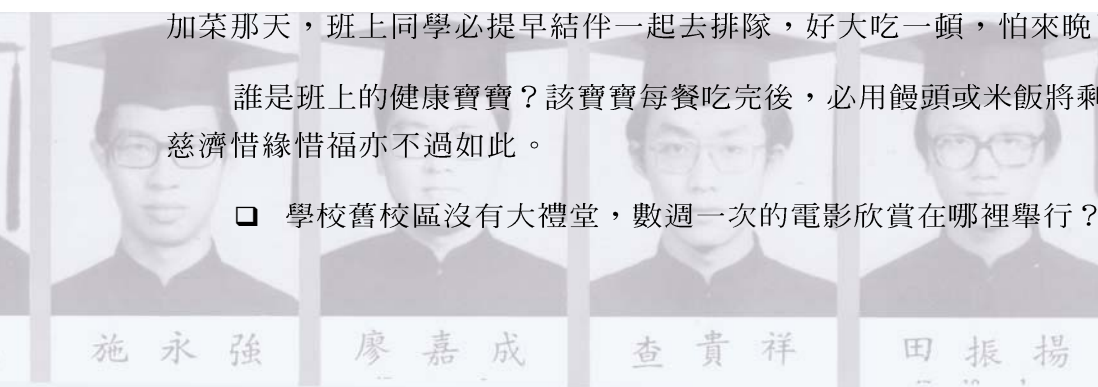 加菜那天，班上同學必提早結伴一起去排隊，好大吃一頓，怕來晚
誰是班上的健康寶寶？該寶寶每餐吃完後，必用饅頭或米飯將剩
慈濟惜緣惜福亦不過如此。
❑ 學校舊校區沒有大禮堂，數週一次的電影欣賞在哪裡舉行？
施永強 廖嘉成 查貴祥 田振揚